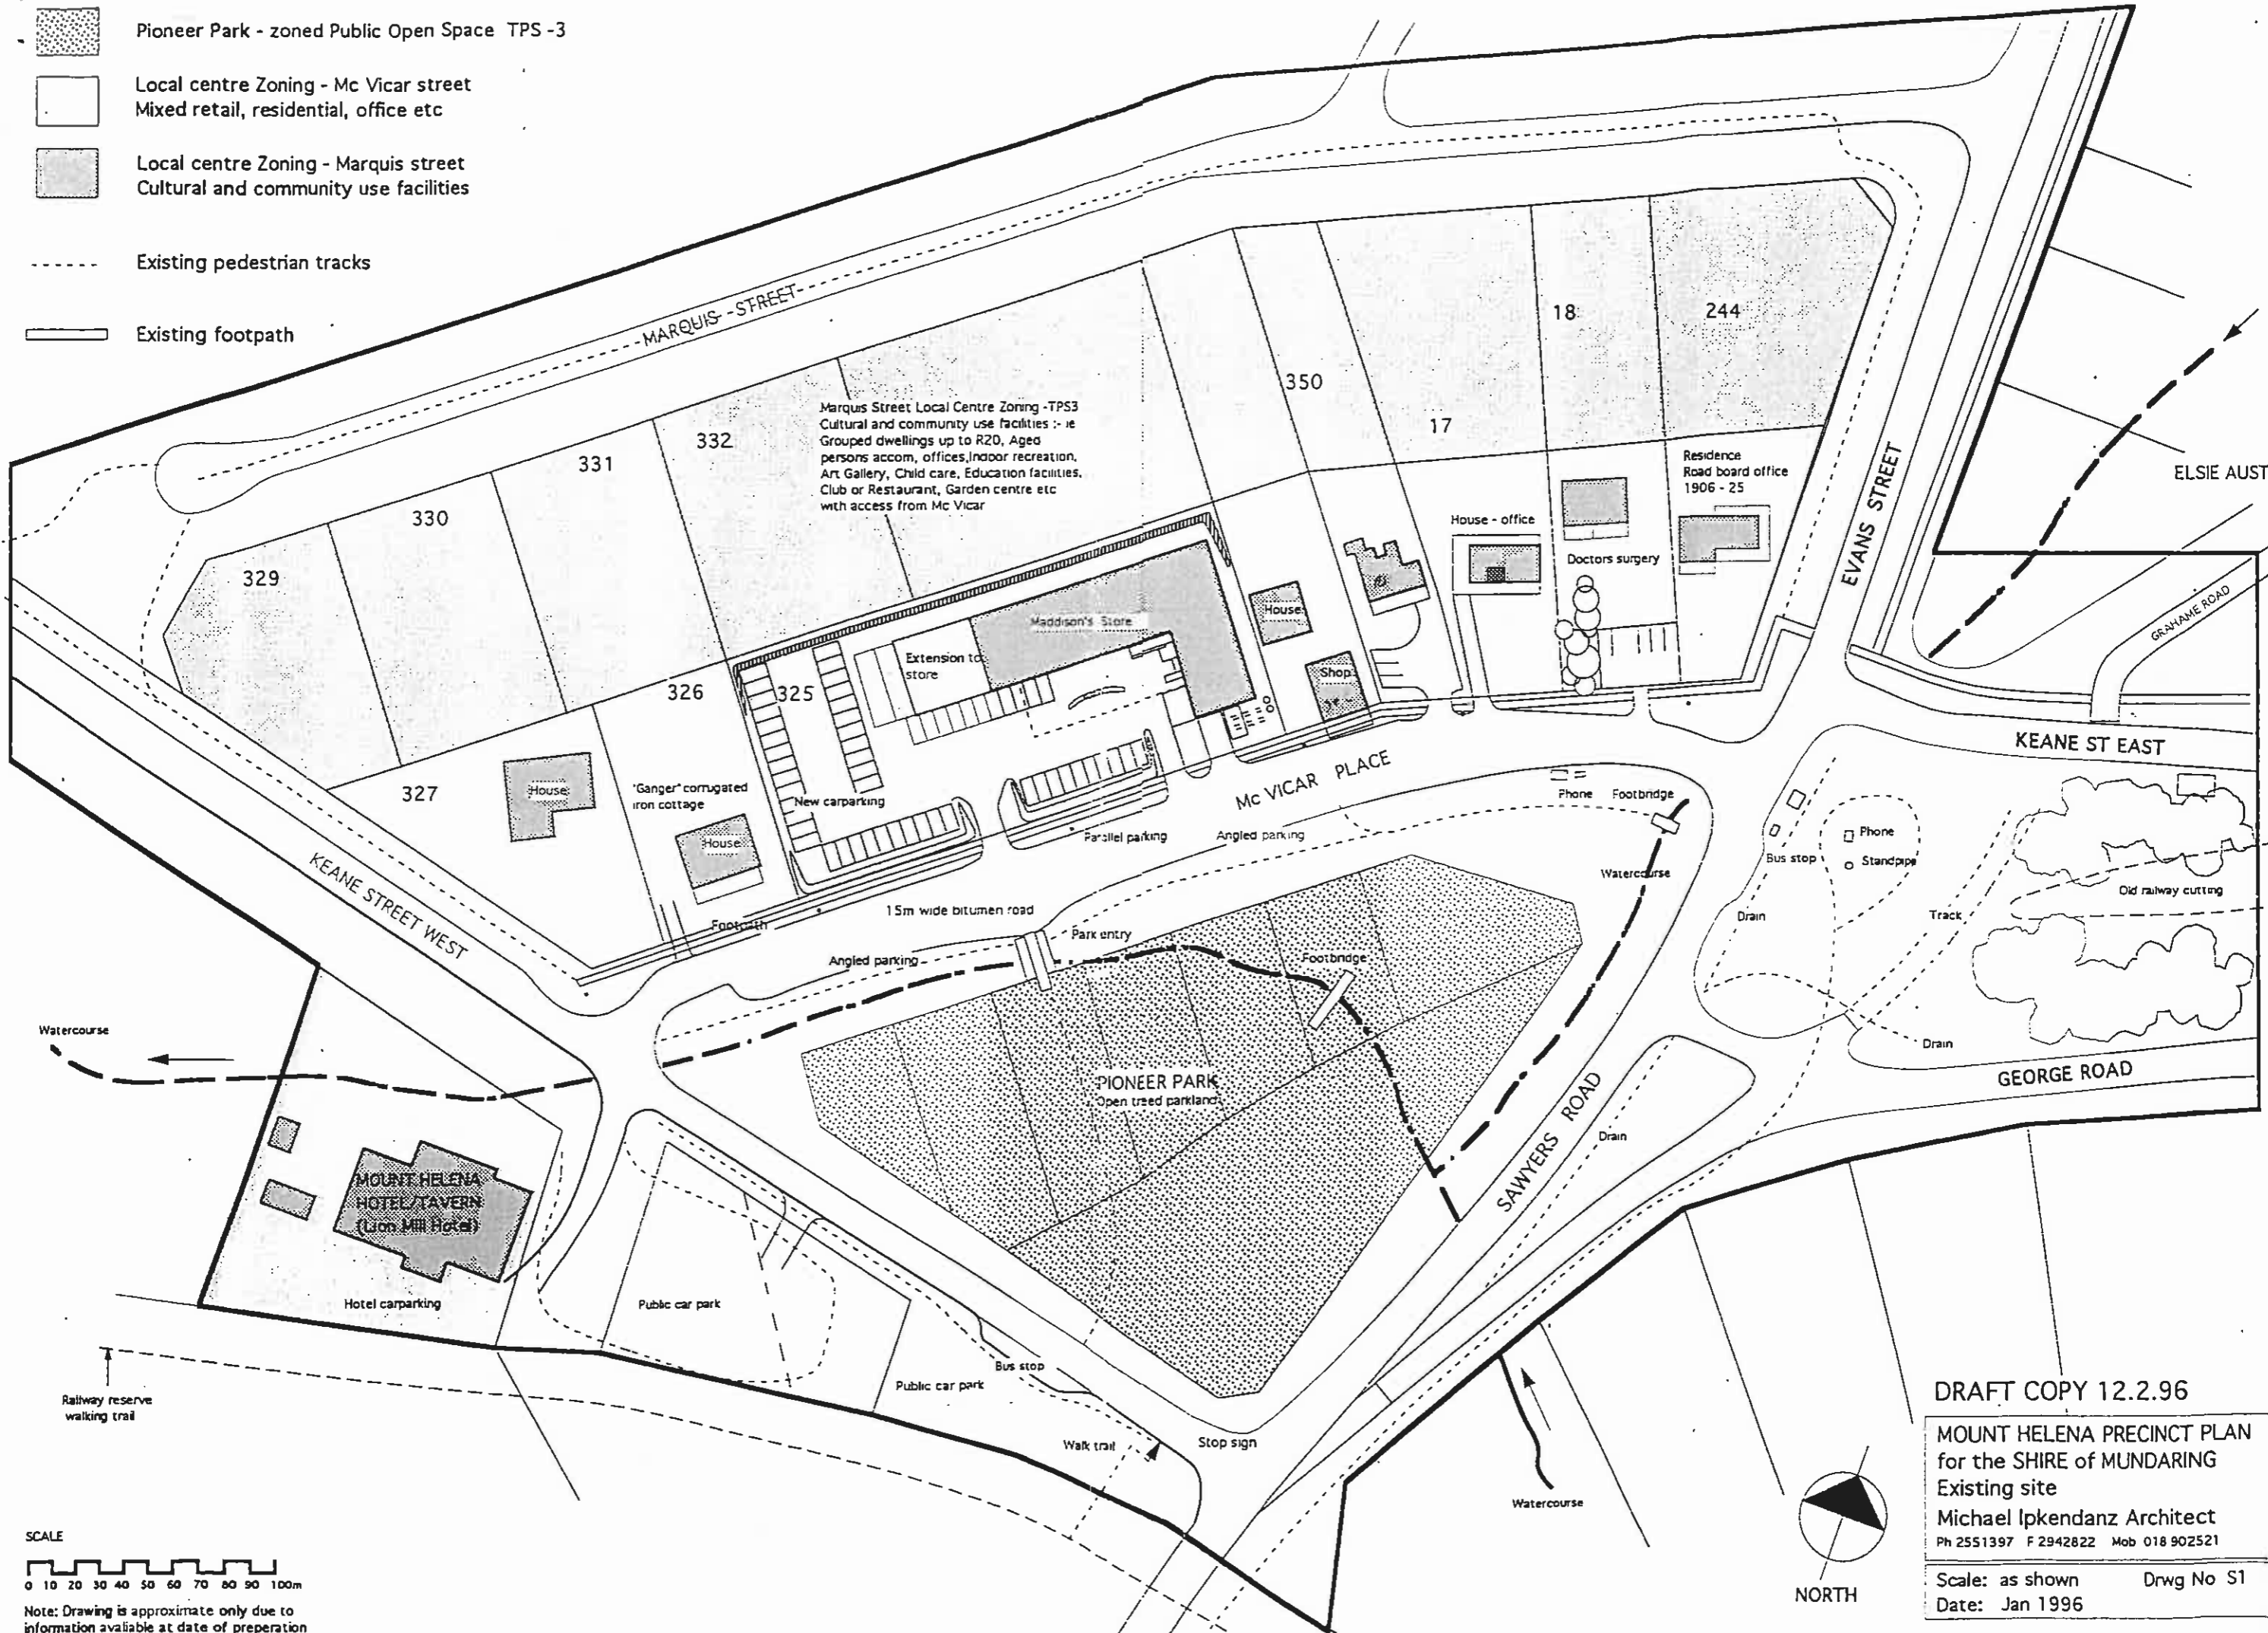 Pioneer Park - zoned Public Open Space TPS -3
Local centre Zoning - Mc Vicar street
Mixed retail, residential, office etc
Local centre Zoning - Marquis street
Cultural and community use facilities
Existing pedestrian tracks
Existing footpath
MARQUIS STREET
329
330
331
332
350
17
18
244
Marqus Street Local Centre Zoning -TPS3
Cultural and community use facilities :- ie
Grouped dwellings up to R20, Aged
persons accom, offices,Indoor recreation,
Art Gallery, Child care, Education facilities,
Club or Restaurant, Garden centre etc
with access from Mc Vicar
Residence
Road board office
1906 - 25
House - office
Doctors surgery
EVANS STREET
ELSIE AUST
GRAHAME ROAD
KEANE ST EAST
Maddison's Store
Extension to
store
House
Shop
325
326
327
House
"Ganger" corrugated
iron cottage
House
New carparking
Mc VICAR PLACE
Parallel parking
Angled parking
Phone
Footbridge
Watercourse
Bus stop
Phone
Standpipe
Old railway cutting
Drain
Track
Drain
GEORGE ROAD
KEANE STREET WEST
Footpath
15m wide bitumen road
Angled parking
Park entry
Footbridge
PIONEER PARK
Open treed parkland
SAWYERS ROAD
Drain
Watercourse
MOUNT HELENA
HOTEL/TAVERN
(Lion Mill Hotel)
Hotel carparking
Public car park
Bus stop
Public car park
Railway reserve
walking trail
Walk trail
Stop sign
Watercourse
SCALE
0 10 20 30 40 50 60 70 80 90 100m
Note: Drawing is approximate only due to
information avaliable at date of preperation
NORTH
DRAFT COPY 12.2.96
MOUNT HELENA PRECINCT PLAN
for the SHIRE of MUNDARING
Existing site
Michael Ipkendanz Architect
Ph 2551397 F 2942822 Mob 018 902521
Scale: as shown Drwg No S1
Date: Jan 1996